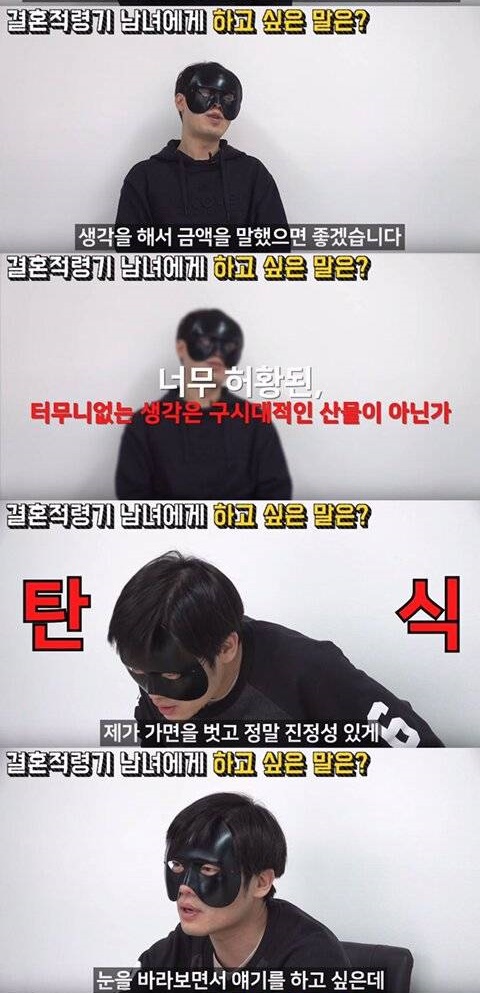 결혼적령기 남녀에게 하고 싶은 말은?
생각을 해서 금액을 말했으면 좋겠습니다
결혼적령기 남녀에게 하고 싶은 말은?
너무 허황된,
터무니없는 생각은 구시대적인 산물이 아닌가
결혼적령기 남녀에게 하고 싶은 말은?
탄 식
제가 가면을 벗고 정말 진정성 있게
결혼적령기 남녀에게 하고 싶은 말은?
눈을 바라보면서 얘기를 하고 싶은데